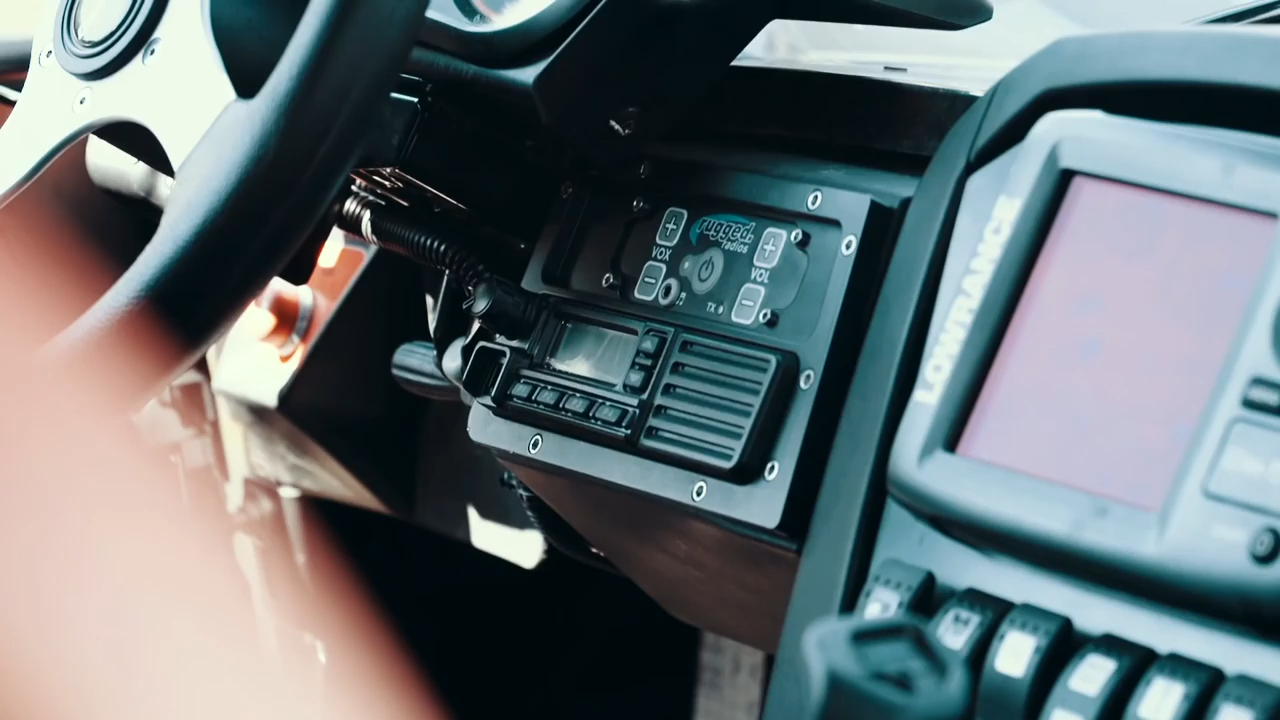 rugged
radios
+
+
VOX
VOL
−
−
TX
LOWRANCE